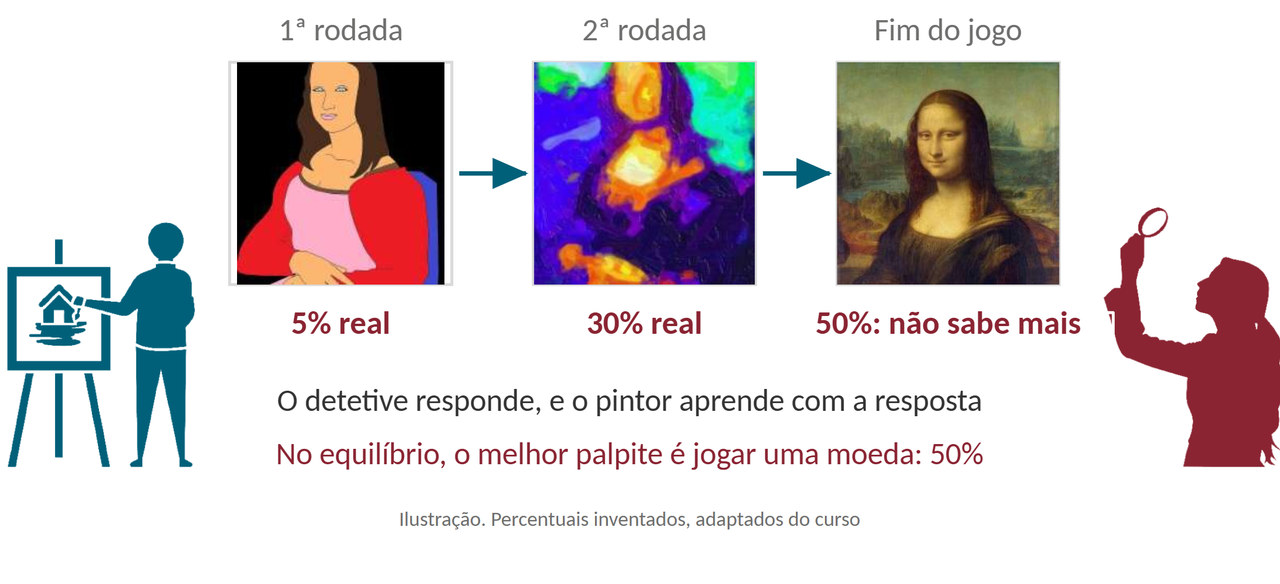 1ª rodada
2ª rodada
Fim do jogo
5% real
30% real
50%: não sabe mais
O detetive responde, e o pintor aprende com a resposta
No equilíbrio, o melhor palpite é jogar uma moeda: 50%
Ilustração. Percentuais inventados, adaptados do curso